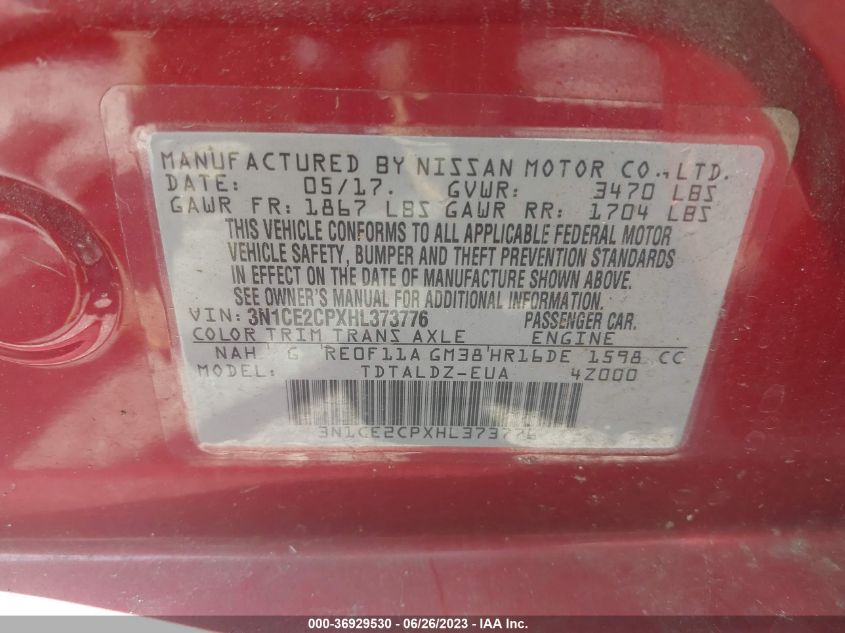 MANUFACTURED BY NISSAN MOTOR CO., LTD.
DATE: 05/17. GVWR: 3470 LBS
GAWR FR: 1867 LBS GAWR RR: 1704 LBS
THIS VEHICLE CONFORMS TO ALL APPLICABLE FEDERAL MOTOR
VEHICLE SAFETY, BUMPER AND THEFT PREVENTION STANDARDS
IN EFFECT ON THE DATE OF MANUFACTURE SHOWN ABOVE.
SEE OWNER'S MANUAL FOR ADDITIONAL INFORMATION.
VIN: 3N1CE2CPXHL373776 PASSENGER CAR.
COLOR TRIM TRANS AXLE ENGINE
NAH G RE0F11A GM38 HR16DE 1598 CC
MODEL: TDTALDZ-EUA 4Z000
3N1CE2CPXHL373776
000-36929530 - 06/26/2023 - © IAA Holdings, LLC.